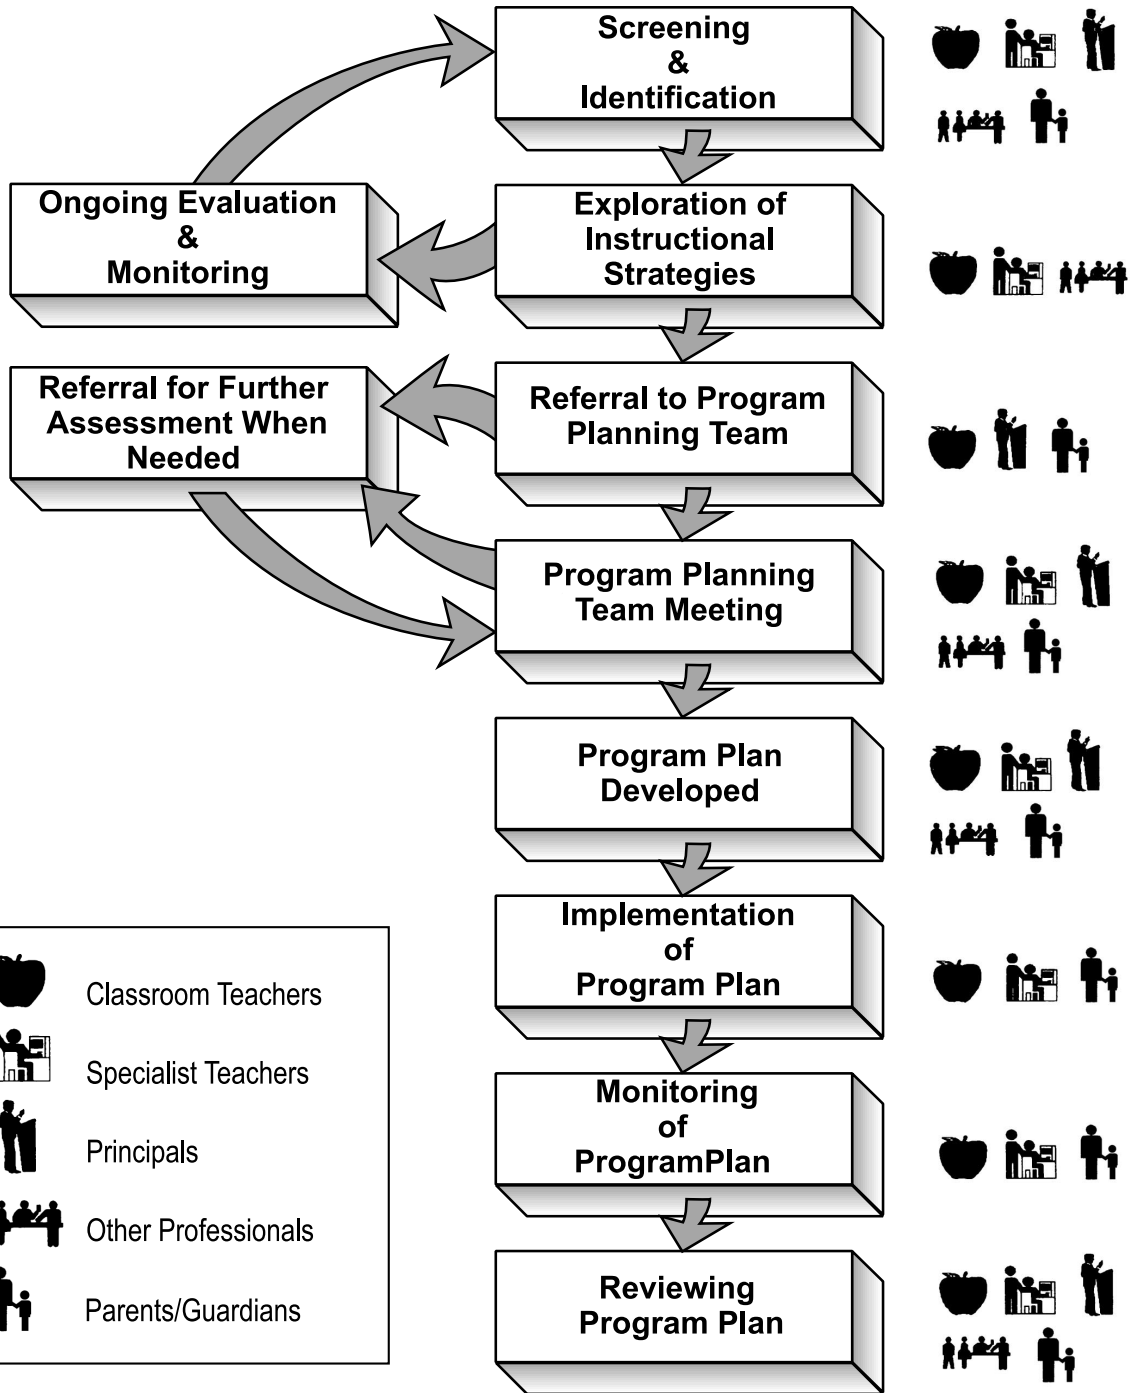 Screening
&
Identification
Ongoing Evaluation
&
Monitoring
Exploration of
Instructional
Strategies
Referral for Further
Assessment When
Needed
Referral to Program
Planning Team
Program Planning
Team Meeting
Program Plan
Developed
Implementation
of
Program Plan
Monitoring
of
ProgramPlan
Reviewing
Program Plan
Classroom Teachers
Specialist Teachers
Principals
Other Professionals
Parents/Guardians